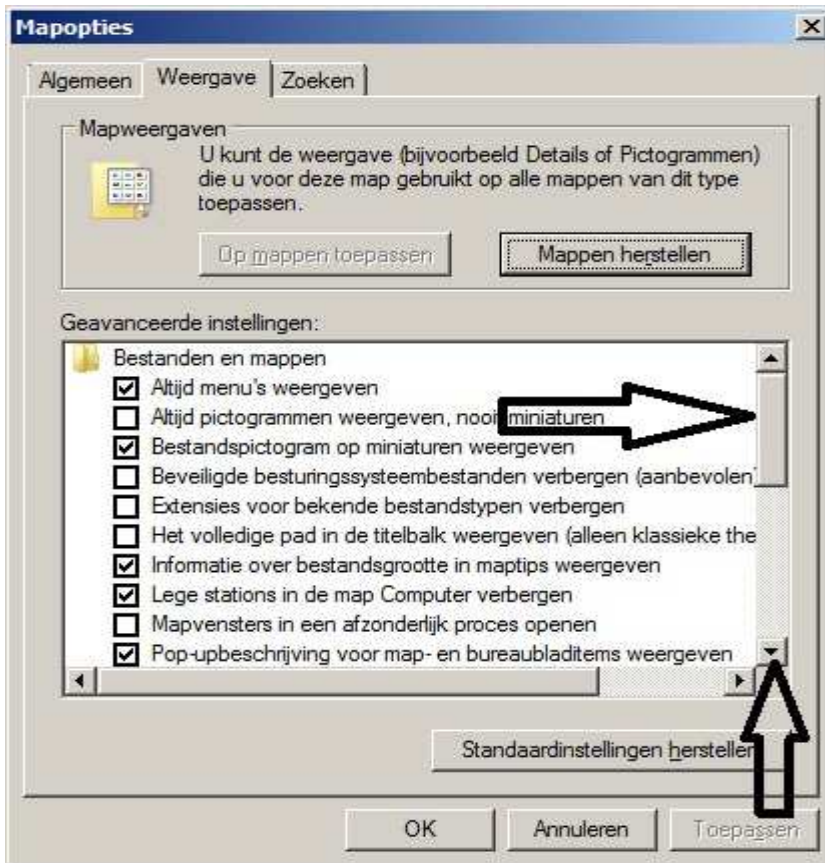 Mapopties
Algemeen Weergave Zoeken
Mapweergaven
U kunt de weergave (bijvoorbeeld Details of Pictogrammen)
die u voor deze map gebruikt op alle mappen van dit type
toepassen.
Op mappen toepassen Mappen herstellen
Geavanceerde instellingen:
Bestanden en mappen
Altijd menu's weergeven
Altijd pictogrammen weergeven, nooit miniaturen
Bestandspictogram op miniaturen weergeven
Beveiligde besturingssysteembestanden verbergen (aanbevolen)
Extensies voor bekende bestandstypen verbergen
Het volledige pad in de titelbalk weergeven (alleen klassieke the
Informatie over bestandsgrootte in maptips weergeven
Lege stations in de map Computer verbergen
Mapvensters in een afzonderlijk proces openen
Pop-upbeschrijving voor map- en bureaubladitems weergeven
Standaardinstellingen herstellen
OK Annuleren Toepassen